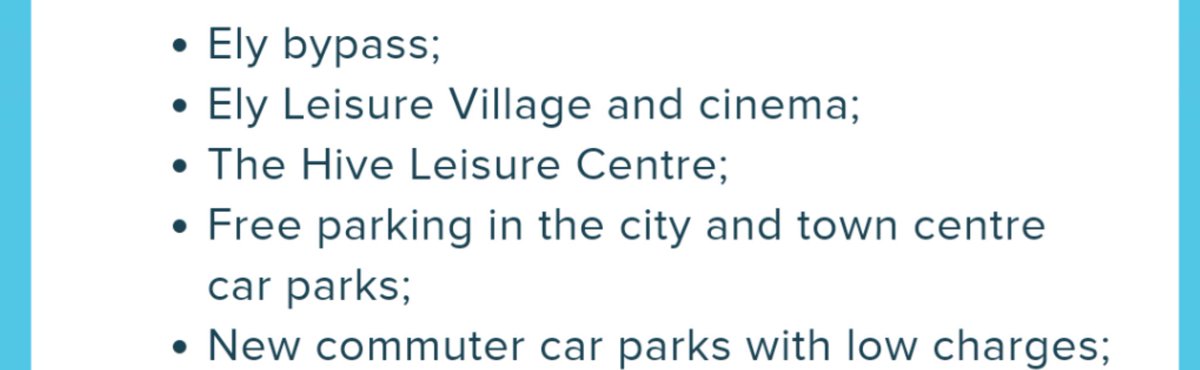 • Ely bypass;
• Ely Leisure Village and cinema;
• The Hive Leisure Centre;
• Free parking in the city and town centre
car parks;
• New commuter car parks with low charges;